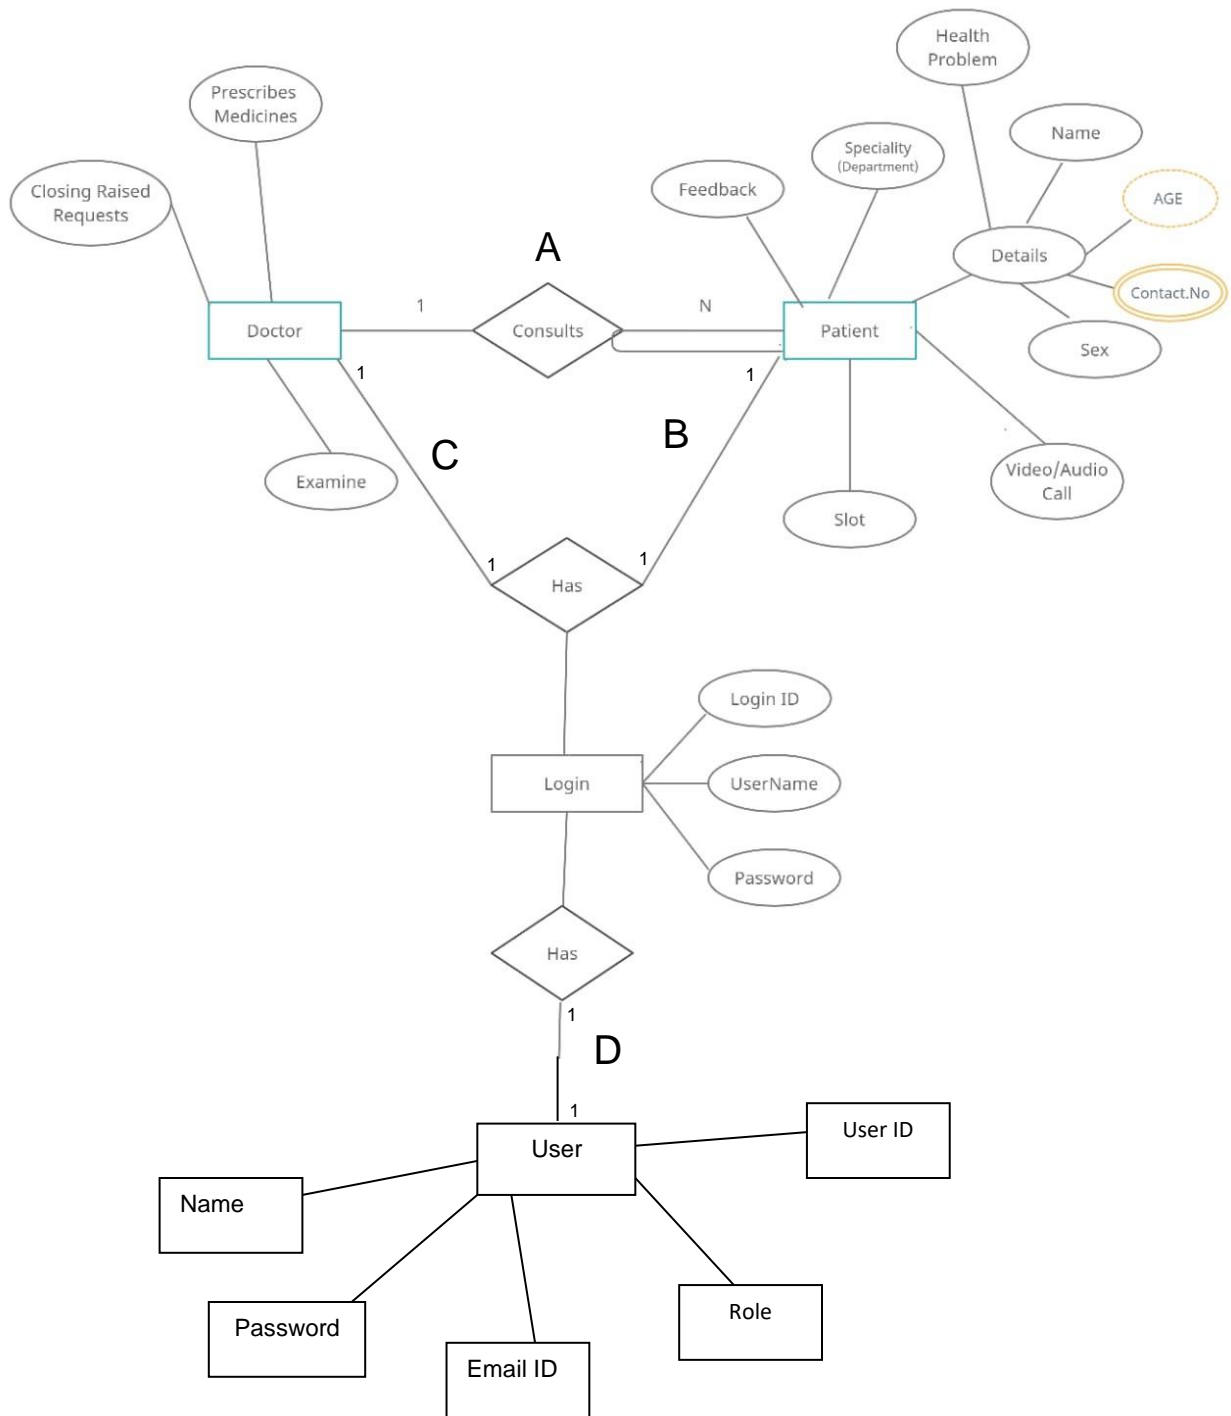 Health
Problem
Prescribes
Medicines
Name
Speciality
(Department)
Feedback
Closing Raised
Requests
AGE
A
Details
Contact.No
1
N
Doctor
Consults
Patient
Sex
1
1
C
B
Examine
Video/Audio
Call
Slot
1
1
Has
Login ID
Login
UserName
Password
Has
1
D
1
User
User ID
Name
Role
Password
Email ID